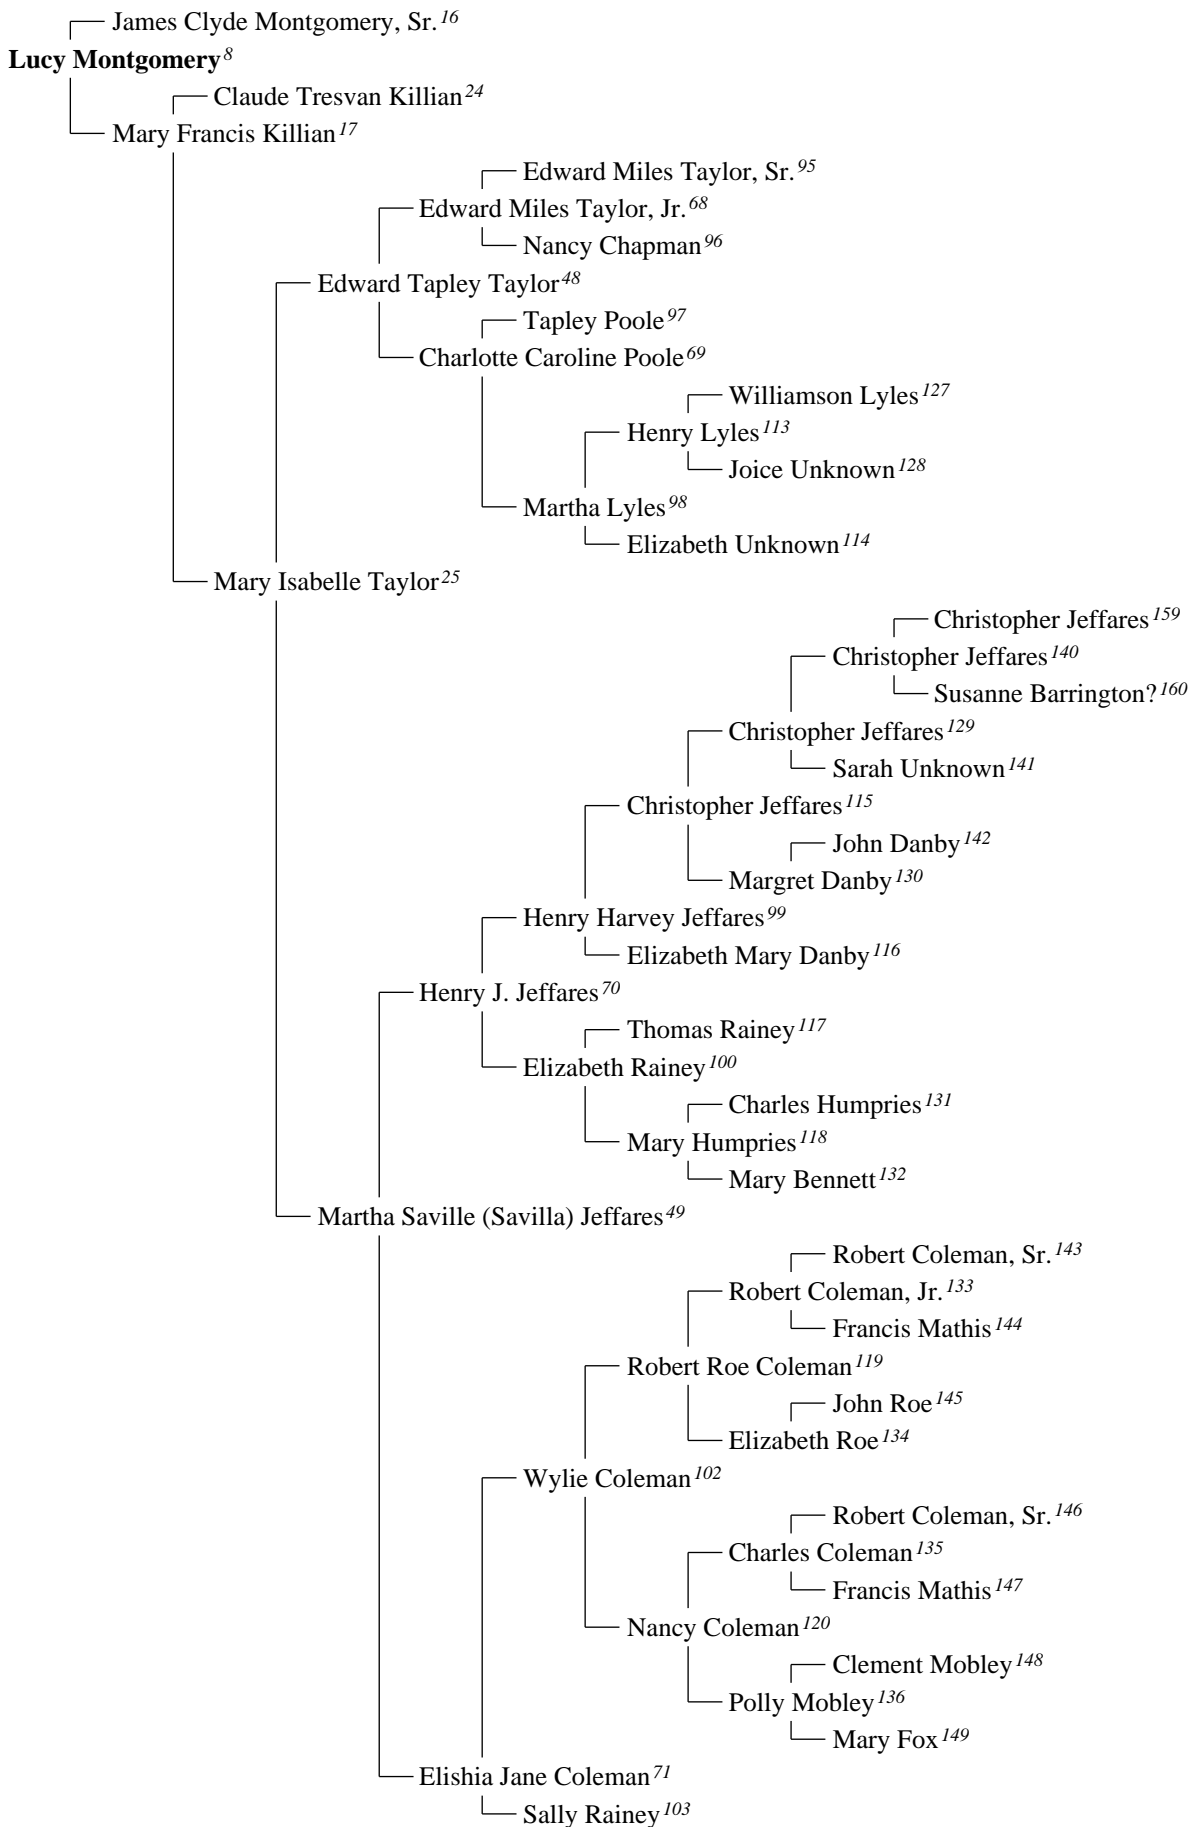 James Clyde Montgomery, Sr.16
Lucy Montgomery8
Claude Tresvan Killian24
Mary Francis Killian17
Edward Miles Taylor, Sr.95
Edward Miles Taylor, Jr.68
Nancy Chapman96
Edward Tapley Taylor48
Tapley Poole97
Charlotte Caroline Poole69
Williamson Lyles127
Henry Lyles113
Joice Unknown128
Martha Lyles98
Elizabeth Unknown114
Mary Isabelle Taylor25
Christopher Jeffares159
Christopher Jeffares140
Susanne Barrington?160
Christopher Jeffares129
Sarah Unknown141
Christopher Jeffares115
John Danby142
Margret Danby130
Henry Harvey Jeffares99
Elizabeth Mary Danby116
Henry J. Jeffares70
Thomas Rainey117
Elizabeth Rainey100
Charles Humpries131
Mary Humpries118
Mary Bennett132
Martha Saville (Savilla) Jeffares49
Robert Coleman, Sr.143
Robert Coleman, Jr.133
Francis Mathis144
Robert Roe Coleman119
John Roe145
Elizabeth Roe134
Wylie Coleman102
Robert Coleman, Sr.146
Charles Coleman135
Francis Mathis147
Nancy Coleman120
Clement Mobley148
Polly Mobley136
Mary Fox149
Elishia Jane Coleman71
Sally Rainey103